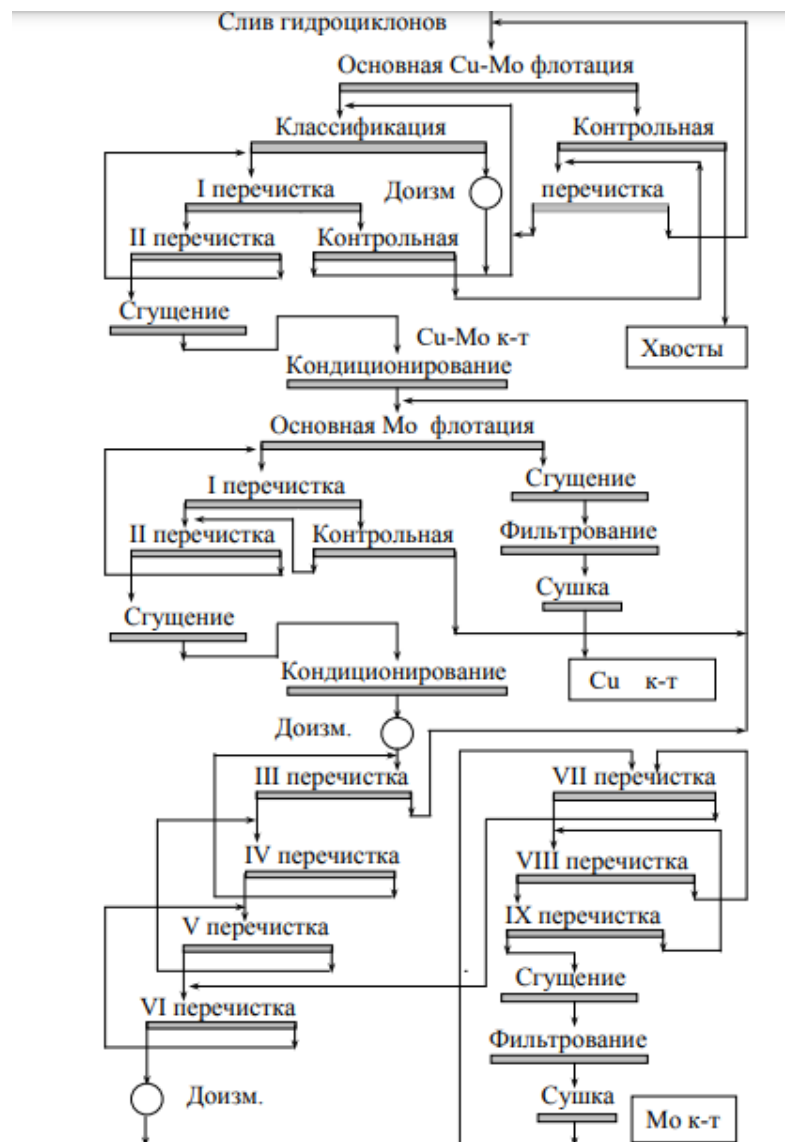 Слив гидроциклонов
Основная Cu-Mo флотация
Классификация
Контрольная
I перечистка
Доизм
перечистка
II перечистка
Контрольная
Сгущение
Cu-Mo к-т
Хвосты
Кондиционирование
Основная Mo флотация
Сгущение
I перечистка
Фильтрование
II перечистка
Контрольная
Сушка
Сгущение
Кондиционирование
Cu к-т
Доизм.
III перечистка
VII перечистка
IV перечистка
VIII перечистка
V перечистка
IX перечистка
Сгущение
VI перечистка
Фильтрование
Доизм.
Сушка
Mo к-т